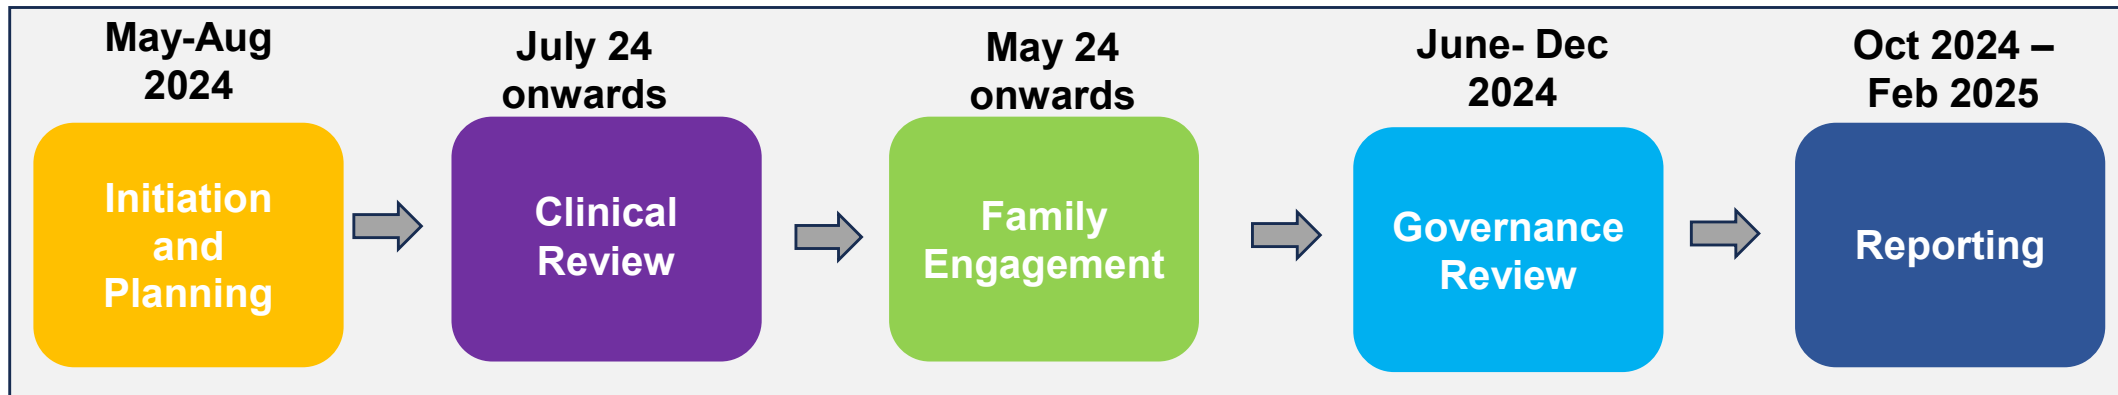 May-Aug
2024
Initiation
and
Planning
July 24
onwards
Clinical
Review
May 24
onwards
Family
Engagement
June- Dec
2024
Governance
Review
Oct 2024 –
Feb 2025
Reporting